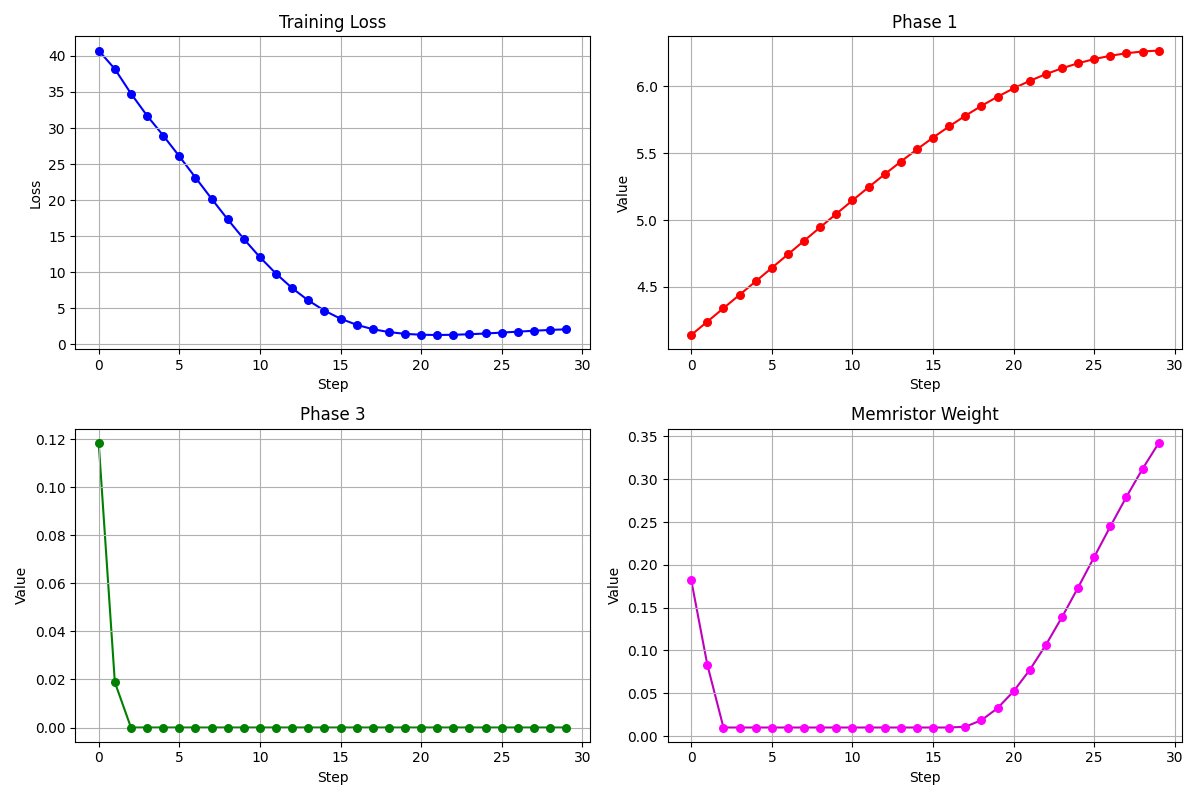 Training Loss
40
35
30
25
20
15
10
5
0
Loss
0 5 10 15 20 25 30
Step
Phase 1
6.0
5.5
5.0
4.5
Value
0 5 10 15 20 25 30
Step
Phase 3
0.12
0.10
0.08
0.06
0.04
0.02
0.00
Value
0 5 10 15 20 25 30
Step
Memristor Weight
0.35
0.30
0.25
0.20
0.15
0.10
0.05
0.00
Value
0 5 10 15 20 25 30
Step